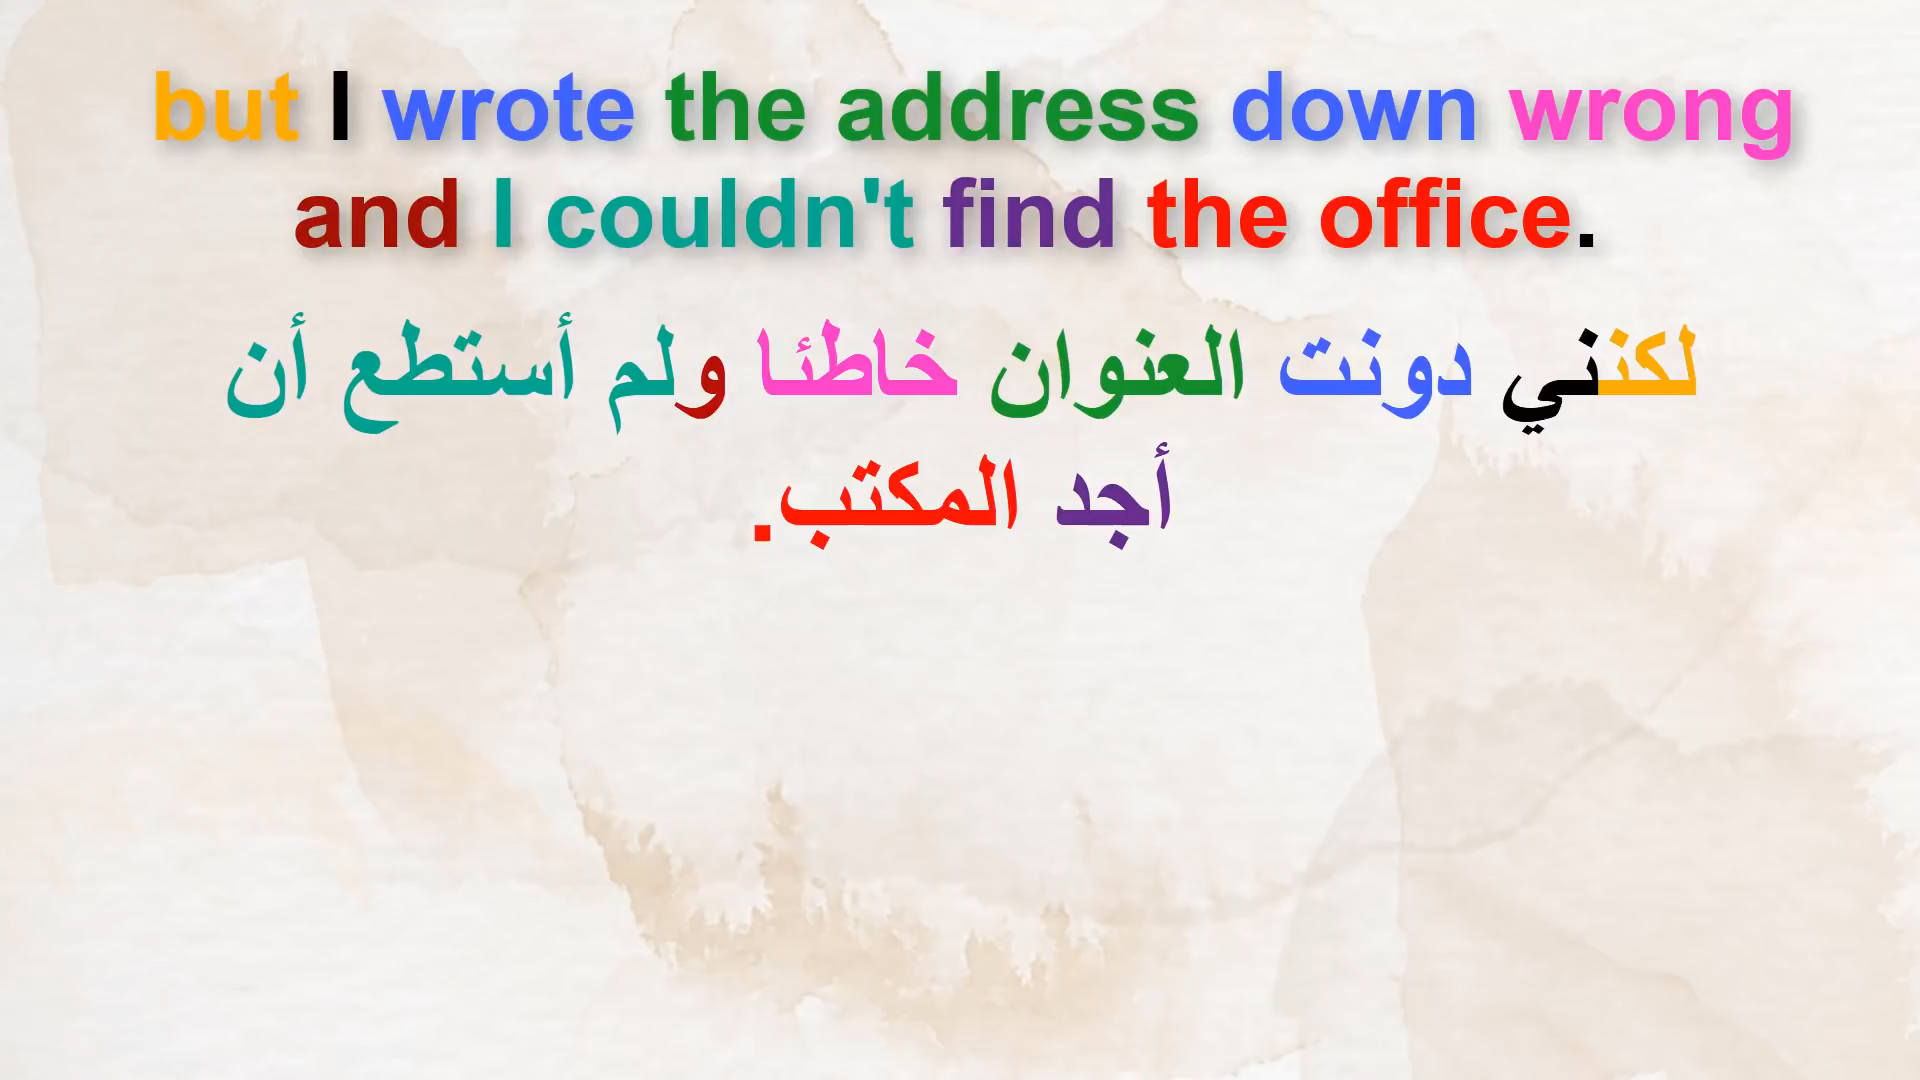 but I wrote the address down wrong
and I couldn't find the office.
لكنني دونت العنوان خاطئا ولم أستطع أن
أجد المكتب.